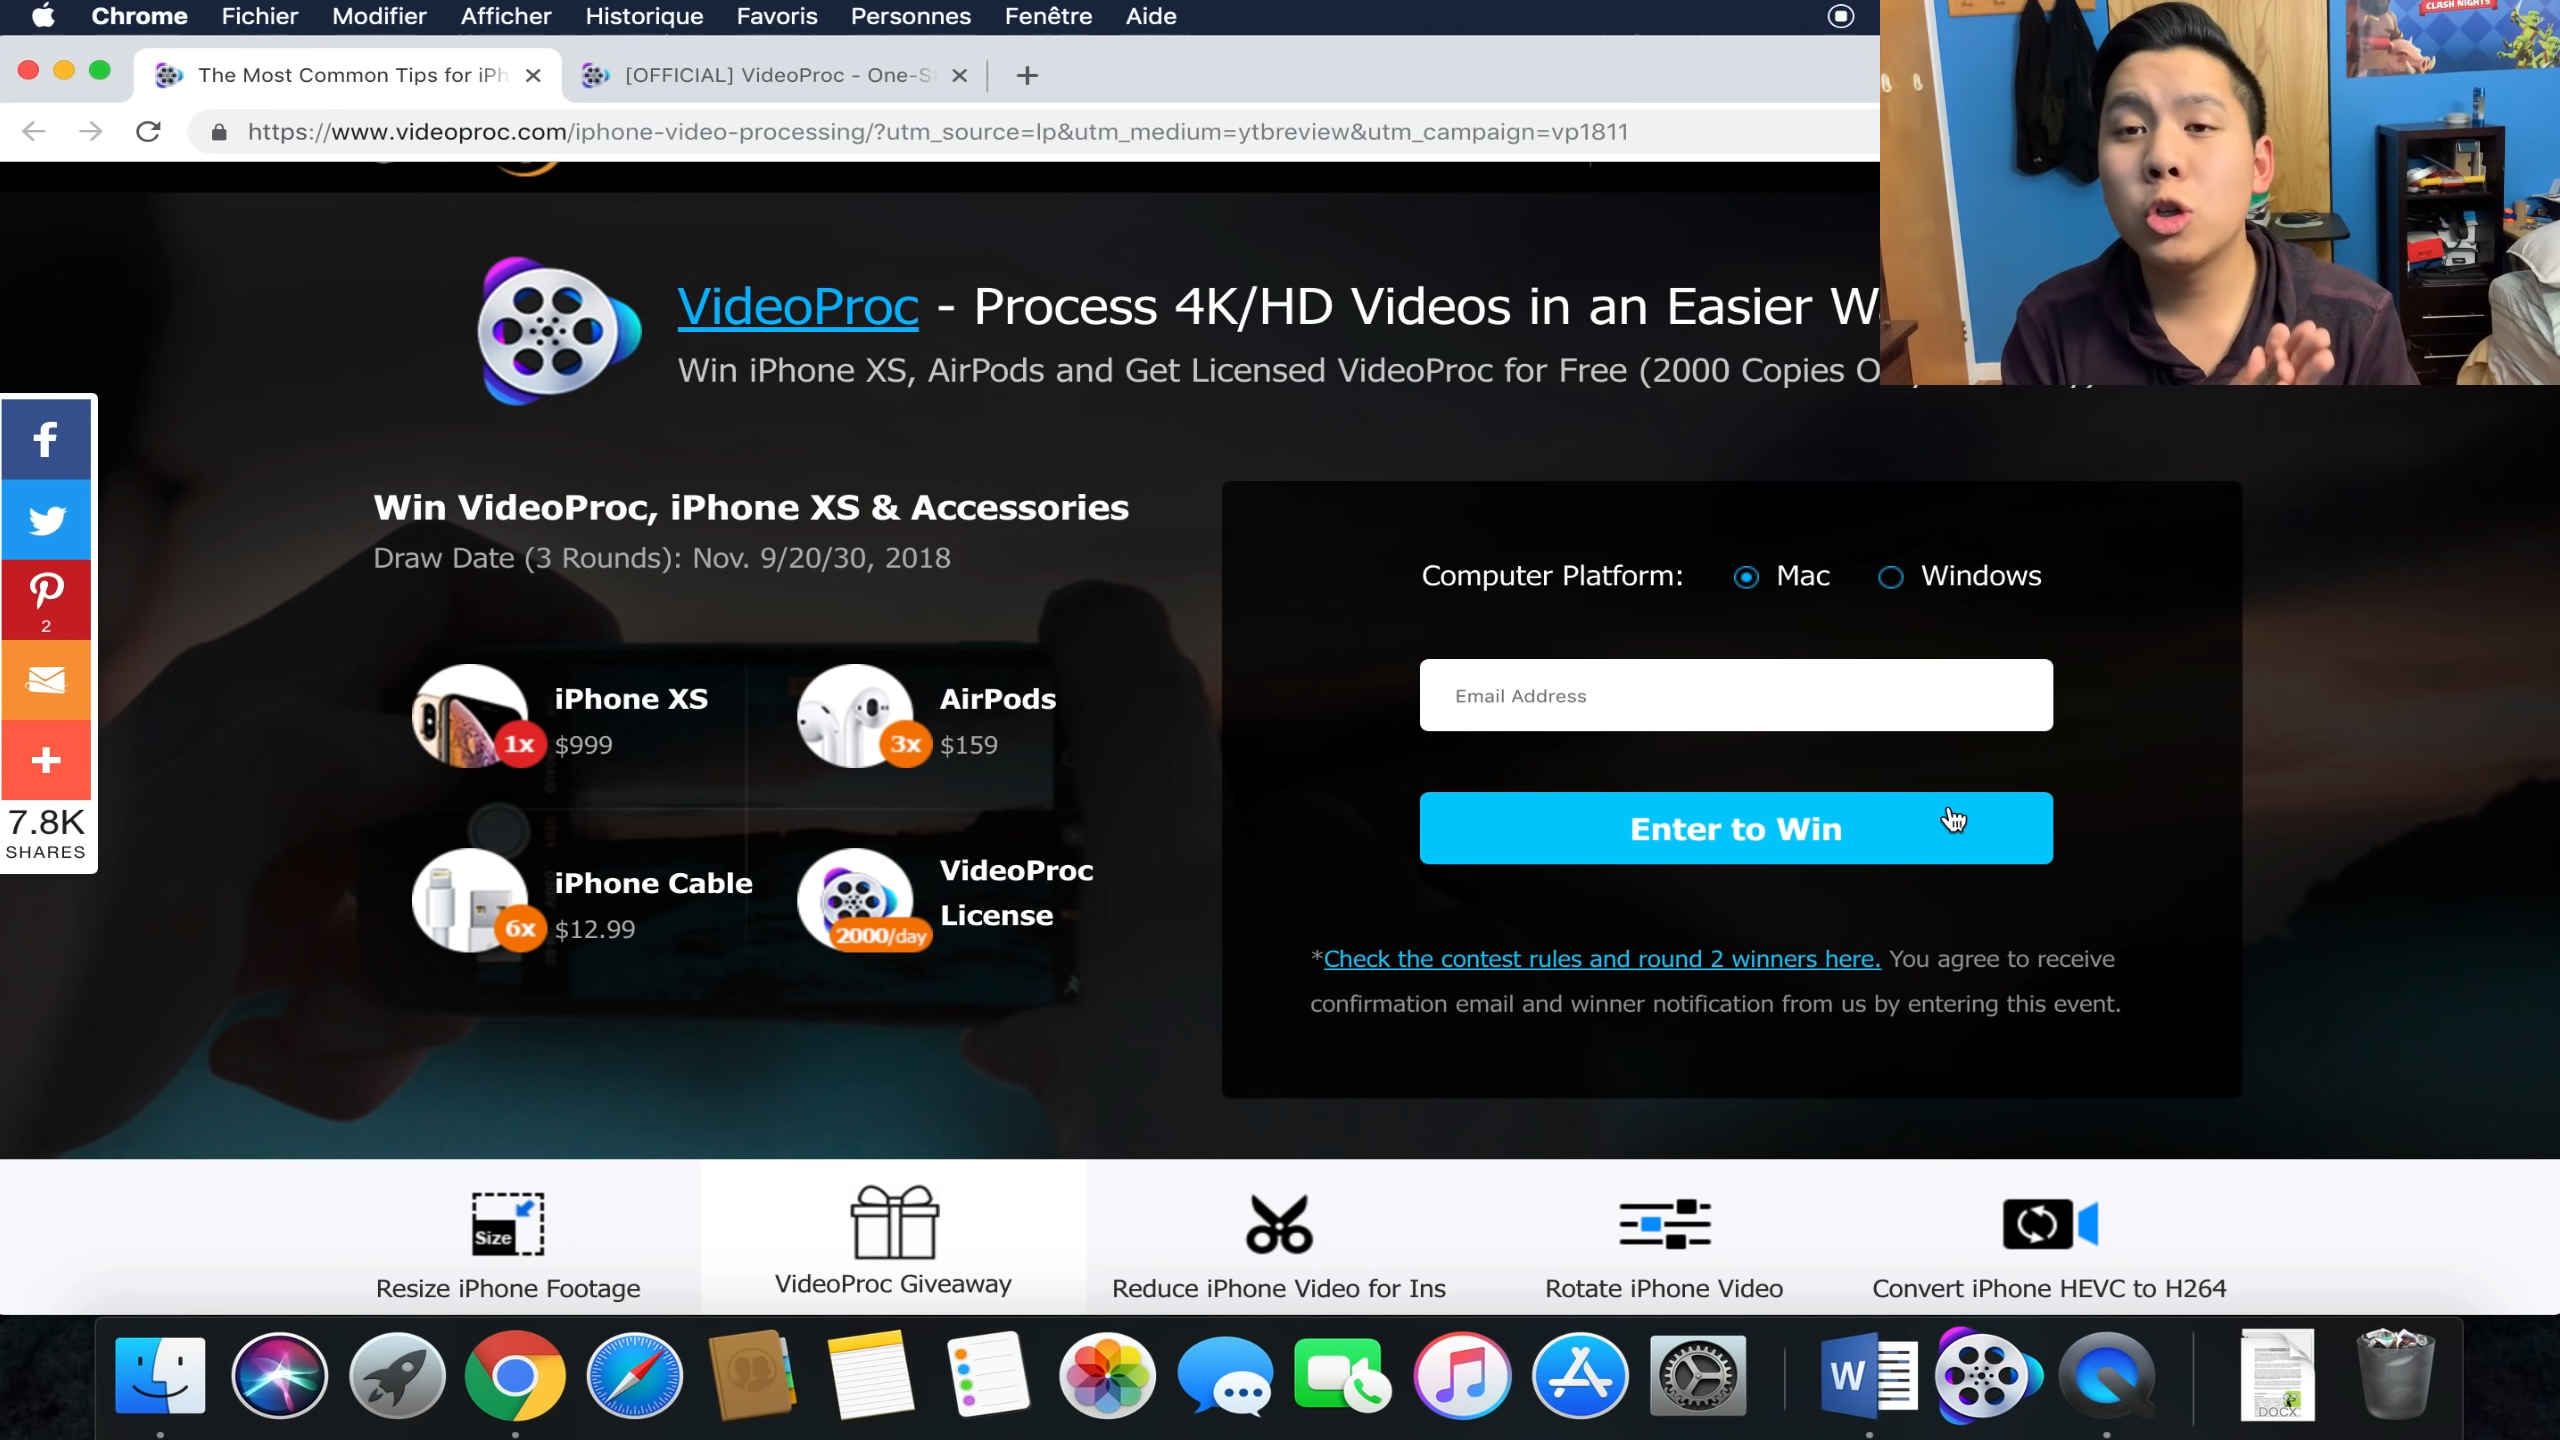 Chrome Fichier Modifier Afficher Historique Favoris Personnes Fenêtre Aide
The Most Common Tips for iPh
[OFFICIAL] VideoProc - One-S
https://www.videoproc.com/iphone-video-processing/?utm_source=lp&utm_medium=ytbreview&utm_campaign=vp1811
CLASH NIGHTS
VideoProc - Process 4K/HD Videos in an Easier W
Win iPhone XS, AirPods and Get Licensed VideoProc for Free (2000 Copies O
2
7.8K
SHARES
Win VideoProc, iPhone XS & Accessories
Draw Date (3 Rounds): Nov. 9/20/30, 2018
iPhone XS
1x $999
AirPods
3x $159
iPhone Cable
6x $12.99
VideoProc
License
2000/day
Computer Platform: Mac Windows
Email Address
Enter to Win
*Check the contest rules and round 2 winners here. You agree to receive
confirmation email and winner notification from us by entering this event.
Size
Resize iPhone Footage
VideoProc Giveaway
Reduce iPhone Video for Ins
Rotate iPhone Video
Convert iPhone HEVC to H264
W
DOCX